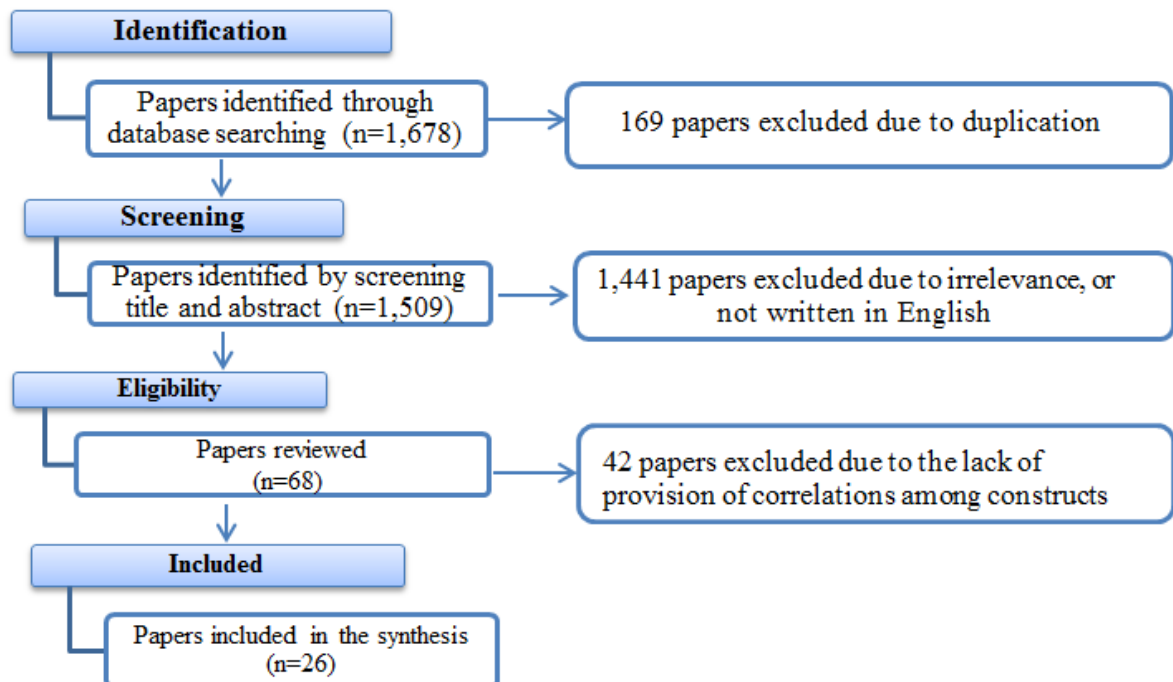 Identification
Papers identified through
database searching (n=1,678)
169 papers excluded due to duplication
Screening
Papers identified by screening
title and abstract (n=1,509)
1,441 papers excluded due to irrelevance, or
not written in English
Eligibility
Papers reviewed
(n=68)
42 papers excluded due to the lack of
provision of correlations among constructs
Included
Papers included in the synthesis
(n=26)